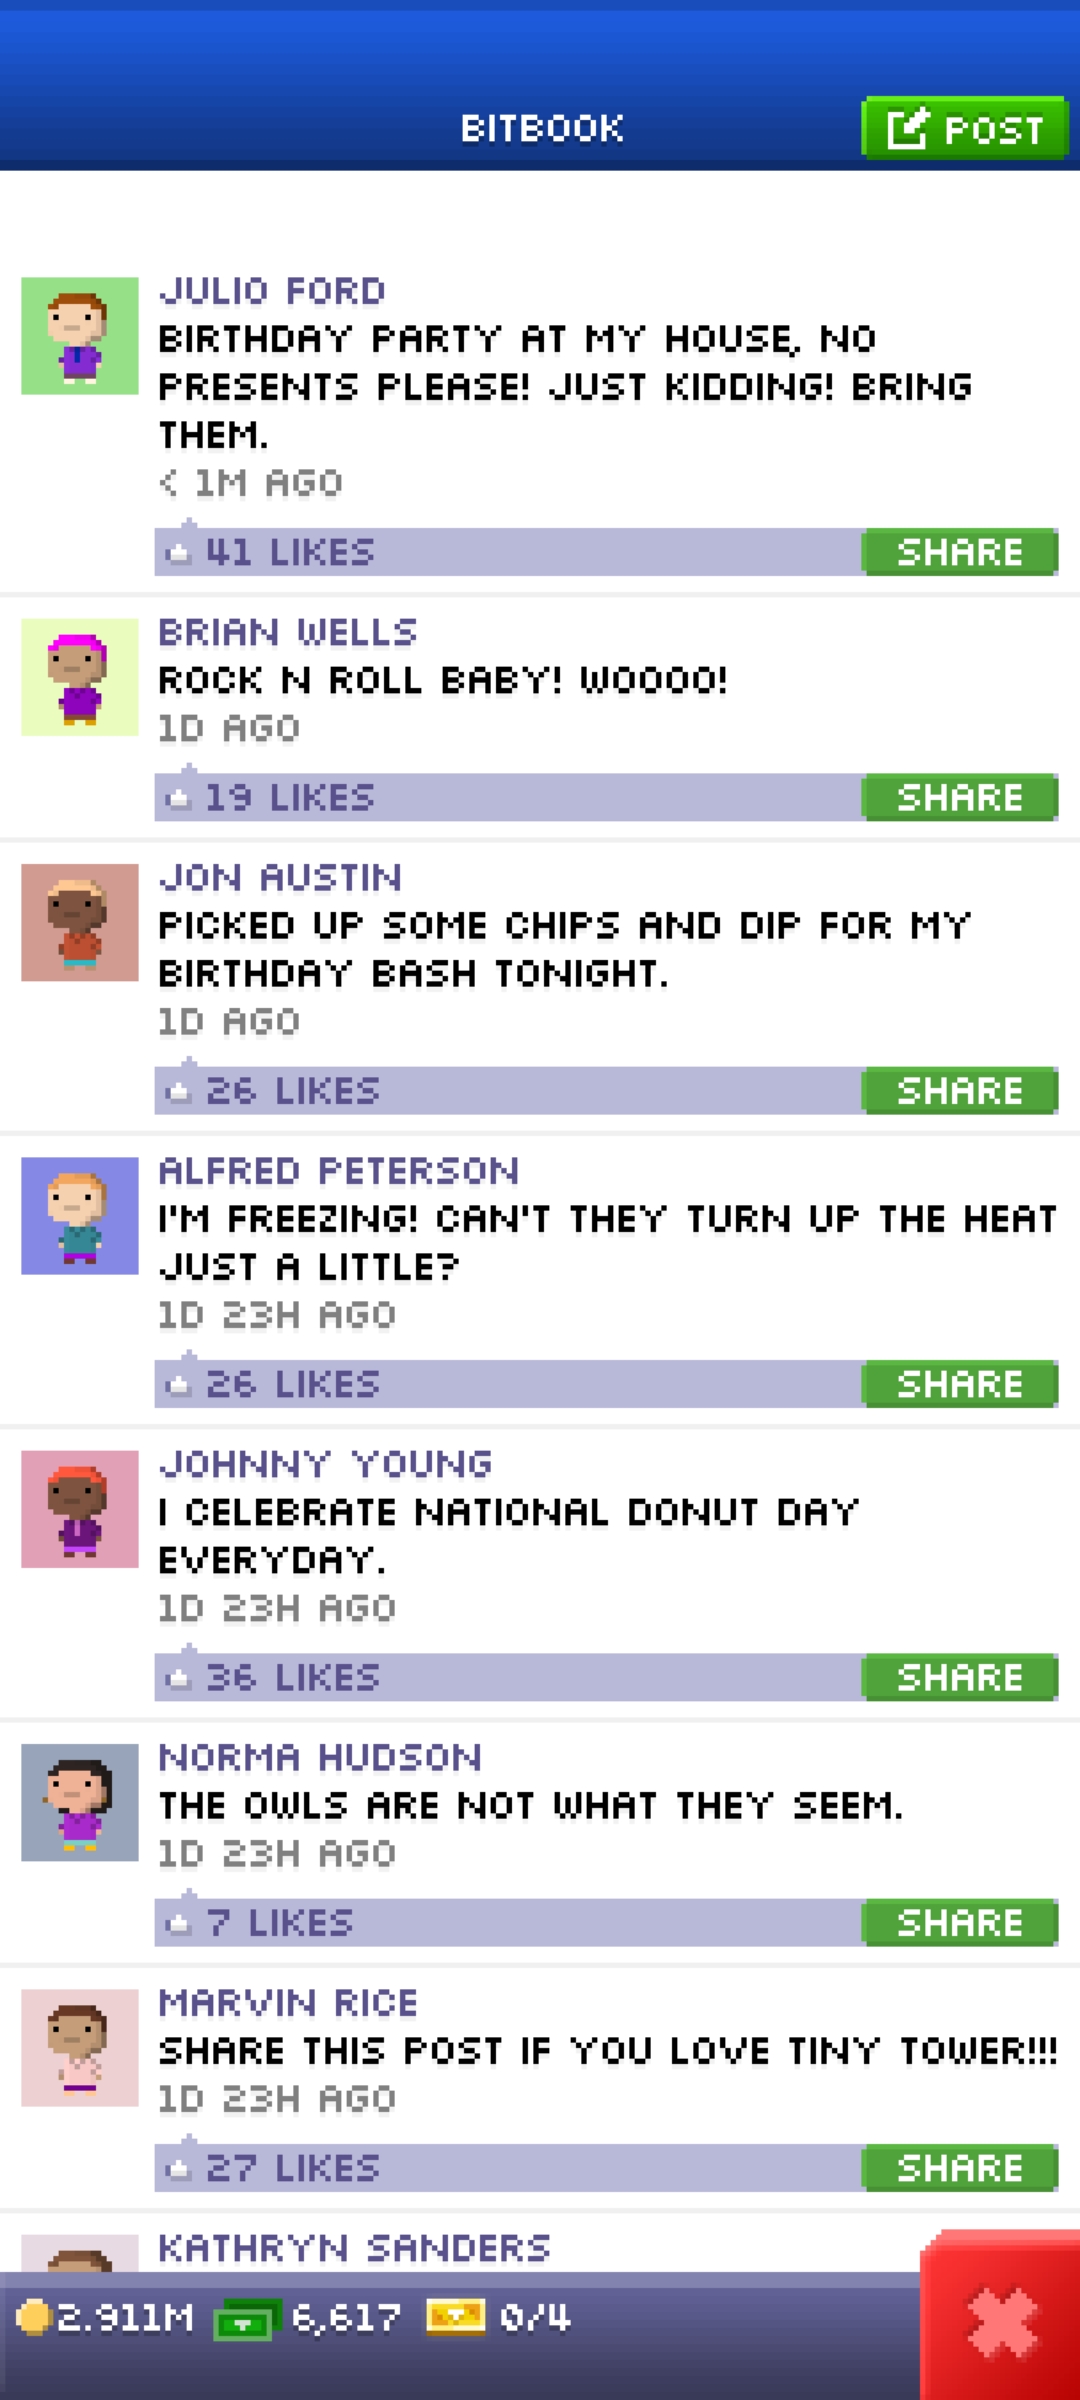 BITBOOK
POST
JULIO FORD
BIRTHDAY PARTY AT MY HOUSE, NO
PRESENTS PLEASE! JUST KIDDING! BRING
THEM.
< 1M AGO
41 LIKES
SHARE
BRIAN WELLS
ROCK N ROLL BABY! WOOOO!
1D AGO
19 LIKES
SHARE
JON AUSTIN
PICKED UP SOME CHIPS AND DIP FOR MY
BIRTHDAY BASH TONIGHT.
1D AGO
26 LIKES
SHARE
ALFRED PETERSON
I'M FREEZING! CAN'T THEY TURN UP THE HEAT
JUST A LITTLE?
1D 23H AGO
26 LIKES
SHARE
JOHNNY YOUNG
I CELEBRATE NATIONAL DONUT DAY
EVERYDAY.
1D 23H AGO
36 LIKES
SHARE
NORMA HUDSON
THE OWLS ARE NOT WHAT THEY SEEM.
1D 23H AGO
7 LIKES
SHARE
MARVIN RICE
SHARE THIS POST IF YOU LOVE TINY TOWER!!!
1D 23H AGO
27 LIKES
SHARE
KATHRYN SANDERS
2.911M 6,617 0/4